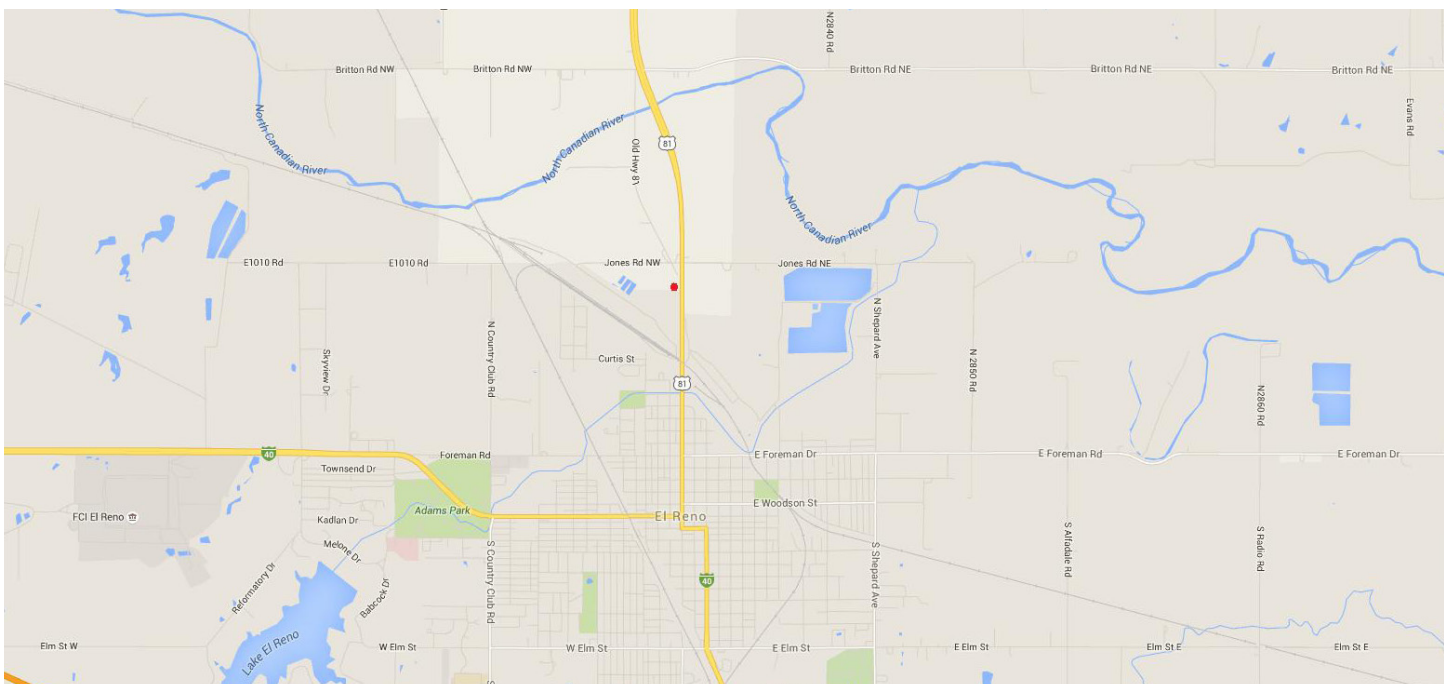 N2840 Rd
Britton Rd NW
Britton Rd NW
Britton Rd NE
Britton Rd NE
Britton Rd NE
Evans Rd
North Canadian River
North Canadian River
Old Hwy 81
81
North Canadian River
E1010 Rd
E1010 Rd
Jones Rd NW
Jones Rd NE
N Shepard Ave
Skyview Dr
N Country Club Rd
Curtis St
N 2850 Rd
81
N2860 Rd
40
Townsend Dr
Foreman Rd
E Foreman Dr
E Foreman Rd
E Foreman Dr
Adams Park
E Woodson St
FCI El Reno
Kadlan Dr
El Reno
Melone Dr
S Alfadale Rd
S Radio Rd
Reformatory Dr
Babcock Dr
S Country Club Rd
40
S Shepard Ave
Elm St W
Lake El Reno
W Elm St
W Elm St
E Elm St
E Elm St
Elm St E
Elm St E